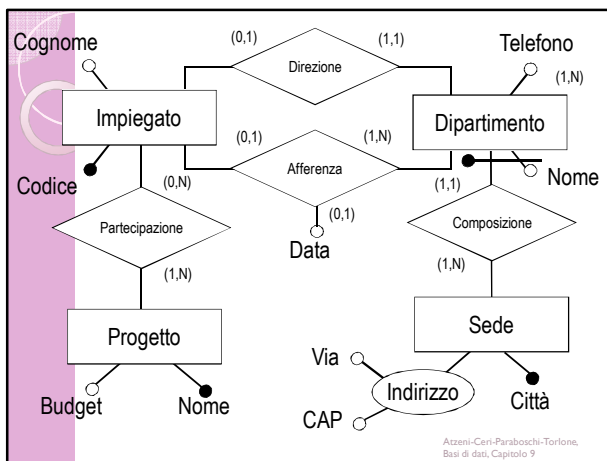 Cognome
(0,1)
(1,1)
Telefono
Direzione
(1,N)
Impiegato
Dipartimento
(0,1)
(1,N)
Afferenza
Codice
(0,N)
(0,1)
(1,1)
Nome
Partecipazione
Data
Composizione
(1,N)
(1,N)
Progetto
Sede
Via
Indirizzo
Budget
Nome
CAP
Città
Atzeni-Ceri-Paraboschi-Torlone,
Basi di dati, Capitolo 9